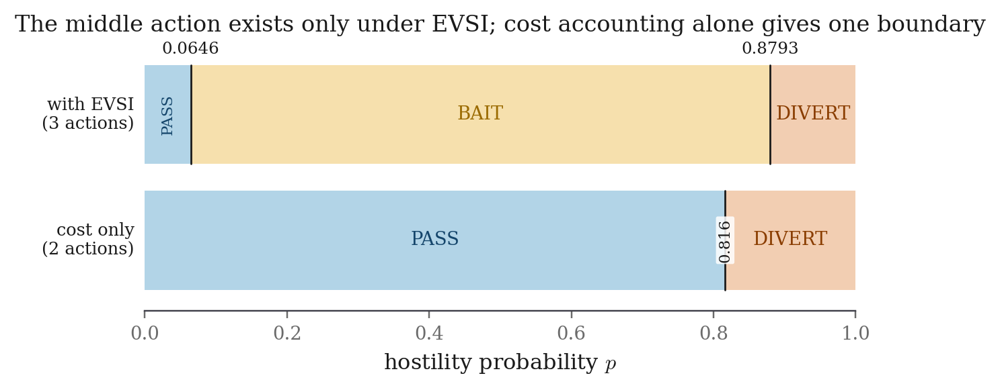 The middle action exists only under EVSI; cost accounting alone gives one boundary
0.0646
0.8793
with EVSI
(3 actions)
PASS
BAIT
DIVERT
cost only
(2 actions)
PASS
0.816
DIVERT
0.0
0.2
0.4
0.6
0.8
1.0
hostility probability p